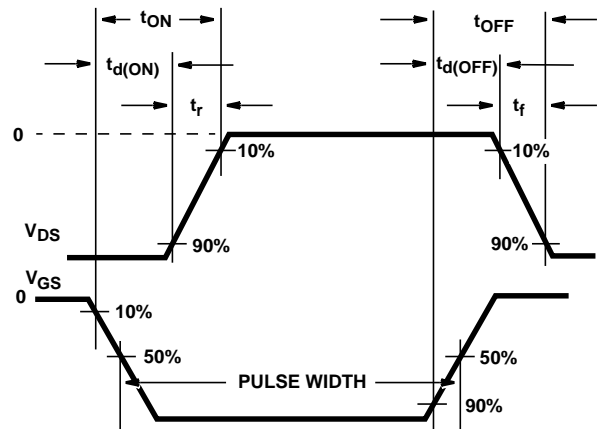 tON tOFF
td(ON) td(OFF)
tr tf
0
10% 10%
VDS 90% 90%
VGS
0
10%
50% 50%
PULSE WIDTH
90%